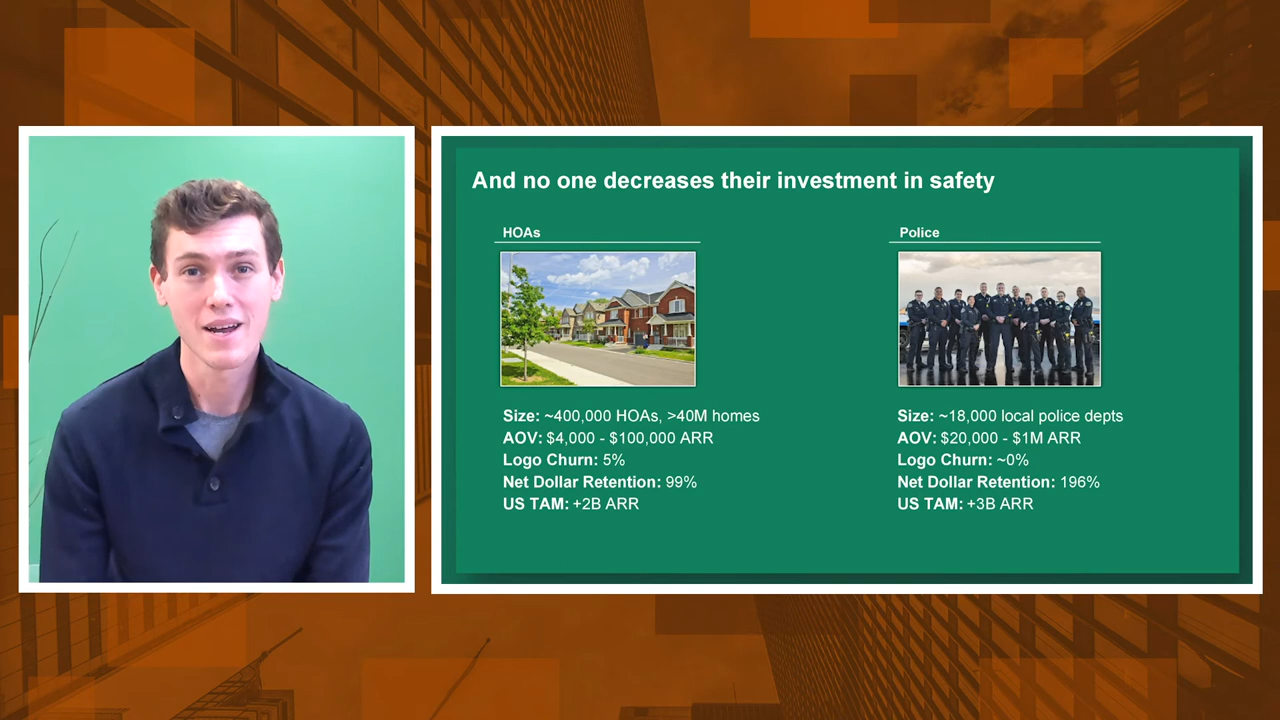 And no one decreases their investment in safety
HOAs
Size: ~400,000 HOAs, >40M homes
AOV: $4,000 - $100,000 ARR
Logo Churn: 5%
Net Dollar Retention: 99%
US TAM: +2B ARR
Police
Size: ~18,000 local police depts
AOV: $20,000 - $1M ARR
Logo Churn: ~0%
Net Dollar Retention: 196%
US TAM: +3B ARR